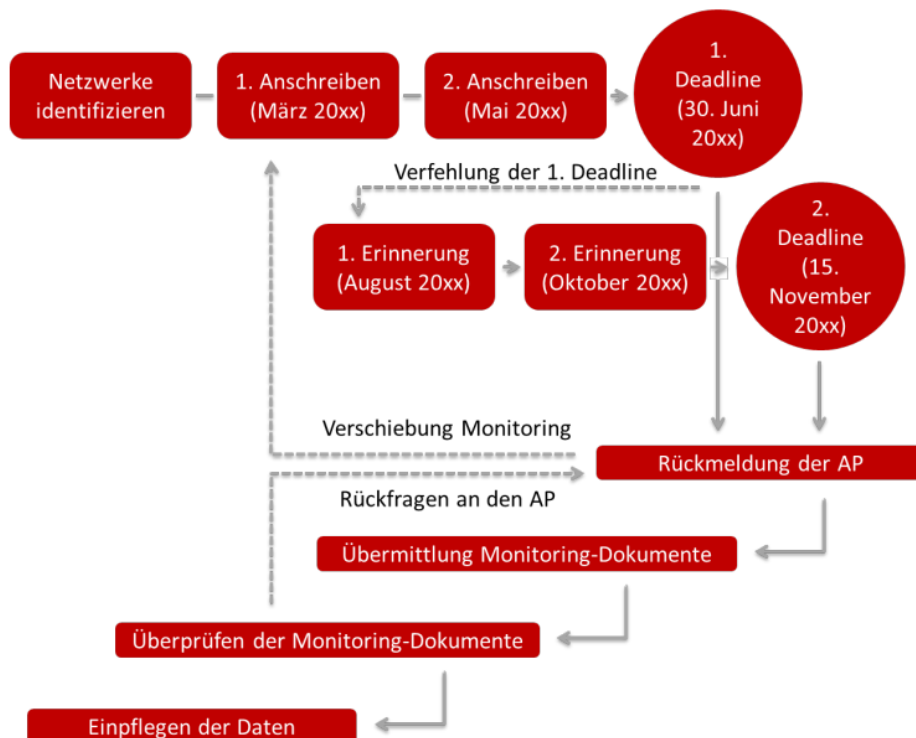 Netzwerke
identifizieren
1. Anschreiben
(März 20xx)
2. Anschreiben
(Mai 20xx)
1.
Deadline
(30. Juni
20xx)
Verfehlung der 1. Deadline
1. Erinnerung
(August 20xx)
2. Erinnerung
(Oktober 20xx)
2.
Deadline
(15.
November
20xx)
Verschiebung Monitoring
Rückmeldung der AP
Rückfragen an den AP
Übermittlung Monitoring-Dokumente
Überprüfen der Monitoring-Dokumente
Einpflegen der Daten